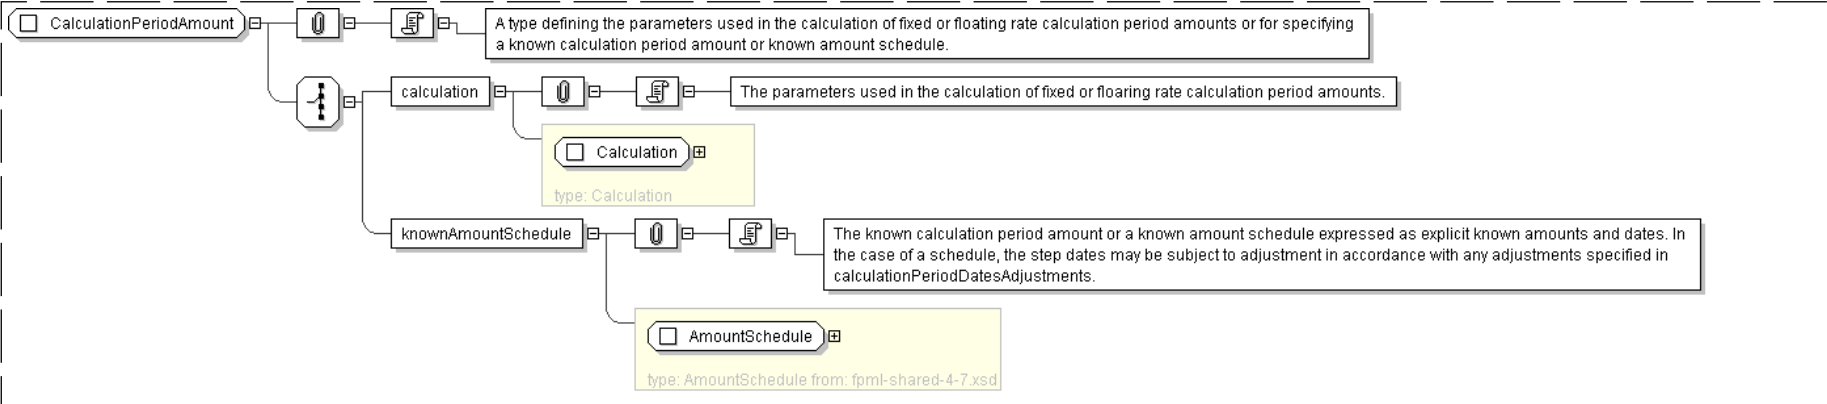 CalculationPeriodAmount
A type defining the parameters used in the calculation of fixed or floating rate calculation period amounts or for specifying
a known calculation period amount or known amount schedule.
calculation
The parameters used in the calculation of fixed or floaring rate calculation period amounts.
Calculation
type: Calculation
knownAmountSchedule
The known calculation period amount or a known amount schedule expressed as explicit known amounts and dates. In
the case of a schedule, the step dates may be subject to adjustment in accordance with any adjustments specified in
calculationPeriodDatesAdjustments.
AmountSchedule
type: AmountSchedule from: fpml-shared-4-7.xsd